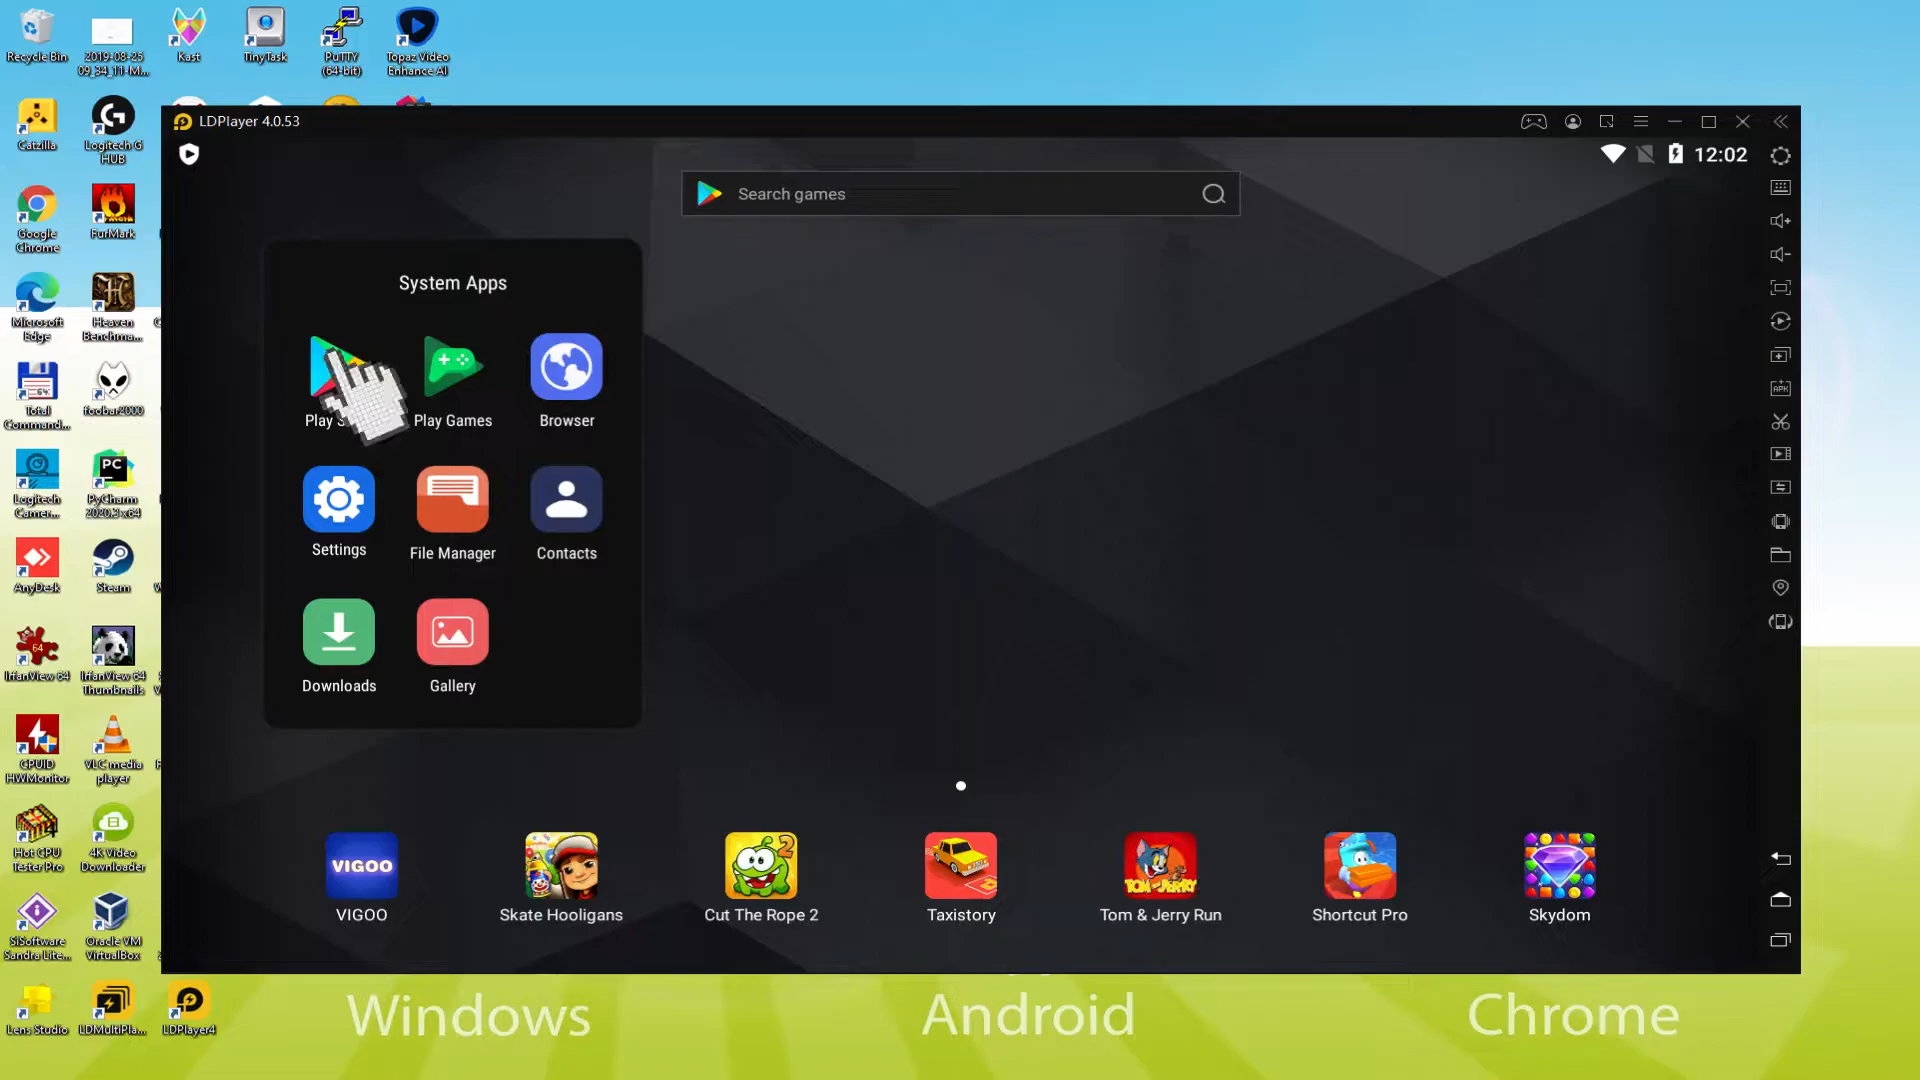 Recycle Bin
2019-08-25
09_34_11-M...
Kast
TinyTask
PuTTY
(64-bit)
Topaz Video
Enhance AI
Catzilla
Logitech G
HUB
Google
Chrome
FurMark
Microsoft
Edge
Heaven
Benchma...
Total
Command...
foobar2000
Logitech
Camer...
PyCharm
2020.3 x64
AnyDesk
Steam
IrfanView 64
IrfanView 64
Thumbnails
CPUID
HWMonitor
VLC media
player
Hot CPU
Tester Pro
4K Video
Downloader
SiSoftware
Sandra Lite...
Oracle VM
VirtualBox
Lens Studio
LDMultiPla...
LDPlayer4
LDPlayer 4.0.53
12:02
Search games
System Apps
Play S
Play Games
Browser
Settings
File Manager
Contacts
Downloads
Gallery
APK
VIGOO
VIGOO
Skate Hooligans
2
Cut The Rope 2
Taxistory
TOM AND JERRY
Tom & Jerry Run
Shortcut Pro
Skydom
Windows
Android
Chrome